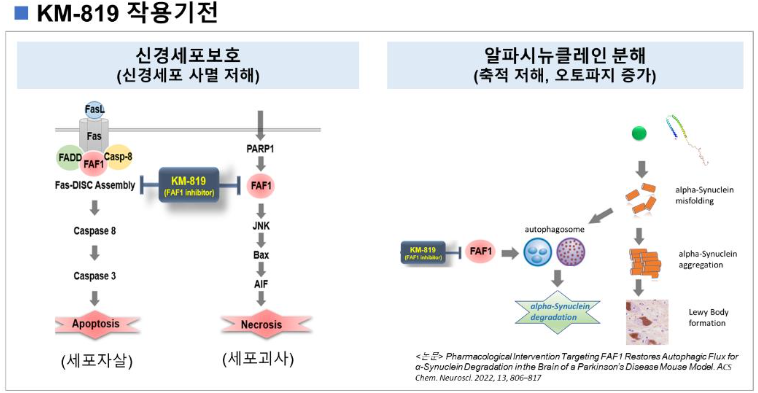 KM-819 작용기전
신경세포보호
(신경세포 사멸 저해)
FasL
Fas
FADD
FAF1
Casp-8
Fas-DISC Assembly
Caspase 8
Caspase 3
Apoptosis
(세포자살)
KM-819
(FAF1 inhibitor)
PARP1
FAF1
JNK
Bax
AIF
Necrosis
(세포괴사)
알파시뉴클레인 분해
(축적 저해, 오토파지 증가)
alpha-Synuclein
misfolding
autophagosome
KM-819
(FAF1 inhibitor)
FAF1
alpha-Synuclein
aggregation
alpha-Synuclein
degradation
Lewy Body
formation
<논문> Pharmacological Intervention Targeting FAF1 Restores Autophagic Flux for
α-Synuclein Degradation in the Brain of a Parkinson's Disease Mouse Model. ACS
Chem. Neurosci. 2022, 13, 806−817